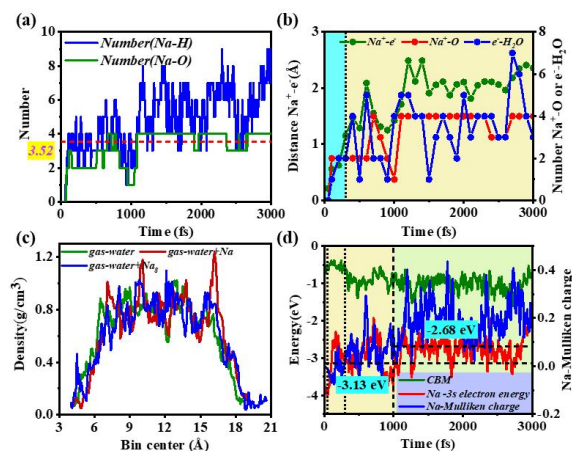 (a)
Number(Na-H)
Number(Na-O)
10
8
6
4
2
0
3.52
Number
0
1000
2000
3000
Time (fs)
(b)
Na⁺-e⁻
Na⁺-O
e⁻-H₂O
3
2
1
0
8
6
4
2
0
Distance Na⁺-e⁻(Å)
Number Na⁺-O or e⁻-H₂O
0
1000
2000
3000
Time (fs)
(c)
gas-water
gas-water+Na
gas-water+Na₈
1.2
0.8
0.4
0.0
Density(g/cm³)
3
6
9
12
15
18
21
Bin center (Å)
(d)
0
-1
-2
-3
-4
0.4
0.2
0.0
-0.2
Energy(eV)
Na-Mulliken charge
-2.68 eV
-3.13 eV
CBM
Na-3s electron energy
Na-Mulliken charge
0
1000
2000
3000
Time (fs)